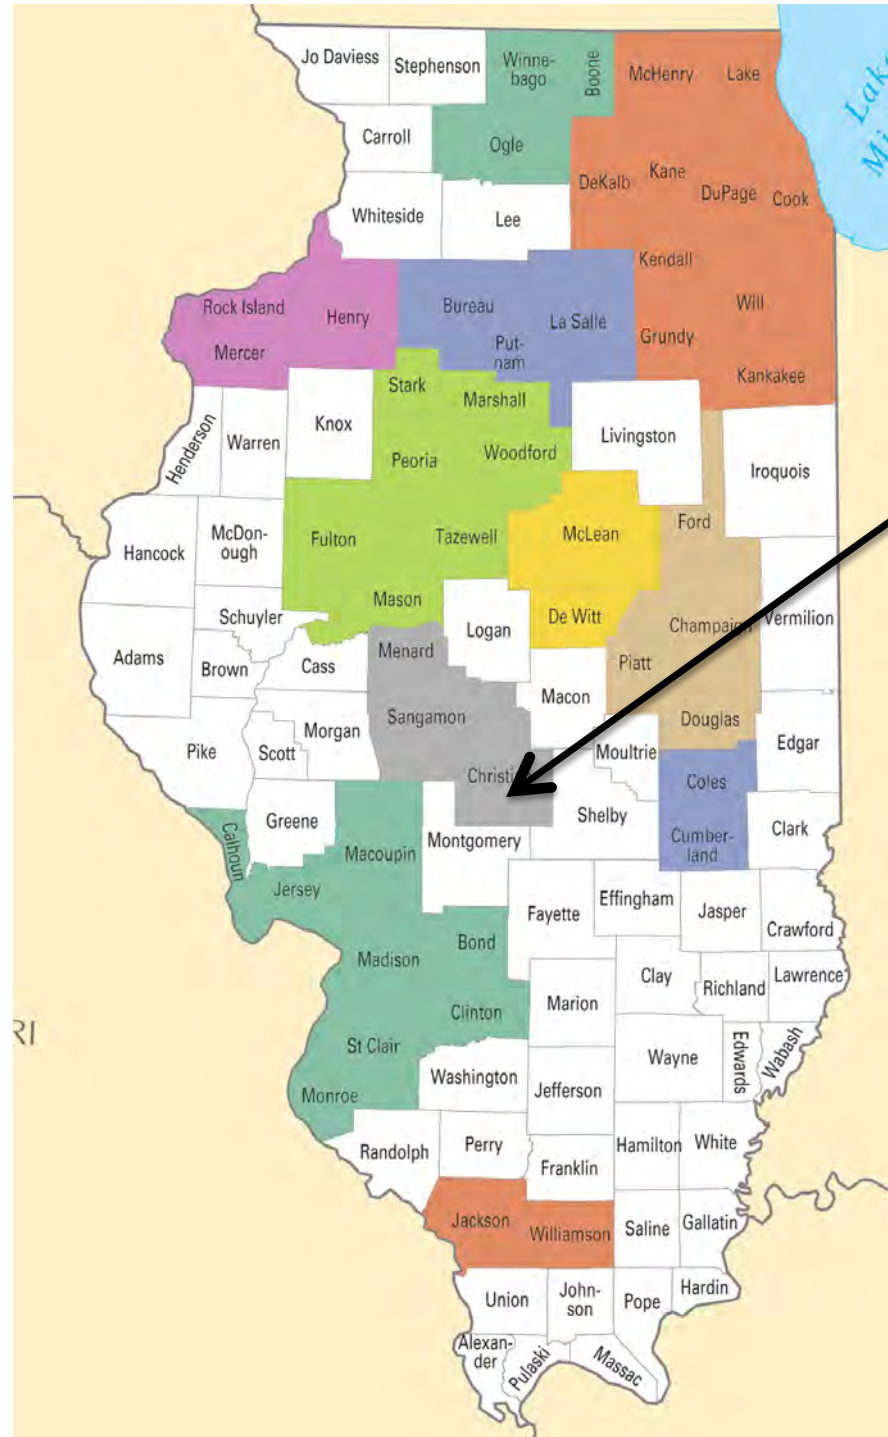 Jo Daviess
Stephenson
Winne-
bago
Boone
McHenry
Lake
Lake
Carroll
Ogle
DeKalb
Kane
DuPage
Cook
Whiteside
Lee
Kendall
Rock Island
Henry
Bureau
La Salle
Will
Mercer
Put-
nam
Grundy
Kankakee
Stark
Marshall
Henderson
Warren
Knox
Peoria
Woodford
Livingston
Iroquois
Hancock
McDon-
ough
Fulton
Tazewell
McLean
Ford
Schuyler
Mason
Logan
De Witt
Champaign
Vermilion
Adams
Brown
Cass
Menard
Piatt
Macon
Pike
Scott
Morgan
Sangamon
Douglas
Moultrie
Edgar
Christi
Coles
Calhoun
Greene
Macoupin
Montgomery
Shelby
Cumber-
land
Clark
Jersey
Fayette
Effingham
Jasper
Crawford
Madison
Bond
Clay
Richland
Lawrence
RI
Clinton
Marion
St Clair
Wayne
Edwards
Wabash
Monroe
Washington
Jefferson
Randolph
Perry
Franklin
Hamilton
White
Jackson
Williamson
Saline
Gallatin
Union
John-
son
Pope
Hardin
Alexan-
der
Pulaski
Massac